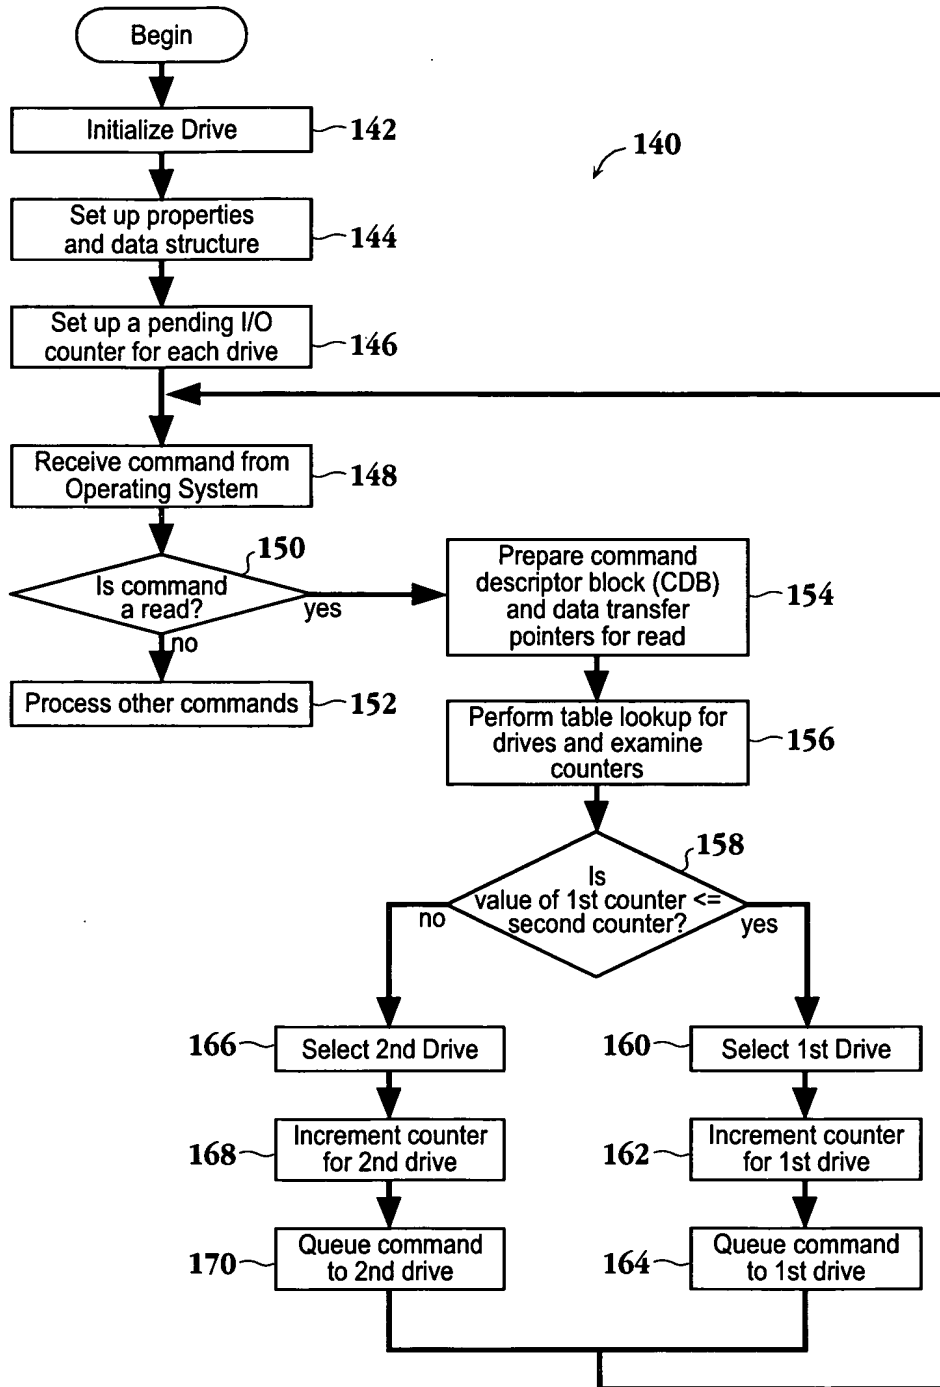 Begin
Initialize Drive
142
140
Set up properties
and data structure
144
Set up a pending I/O
counter for each drive
146
Receive command from
Operating System
148
150
Is command
a read?
yes
no
Process other commands
152
Prepare command
descriptor block (CDB)
and data transfer
pointers for read
154
Perform table lookup for
drives and examine
counters
156
158
Is
value of 1st counter <=
second counter?
no
yes
166
Select 2nd Drive
160
Select 1st Drive
168
Increment counter
for 2nd drive
162
Increment counter
for 1st drive
170
Queue command
to 2nd drive
164
Queue command
to 1st drive